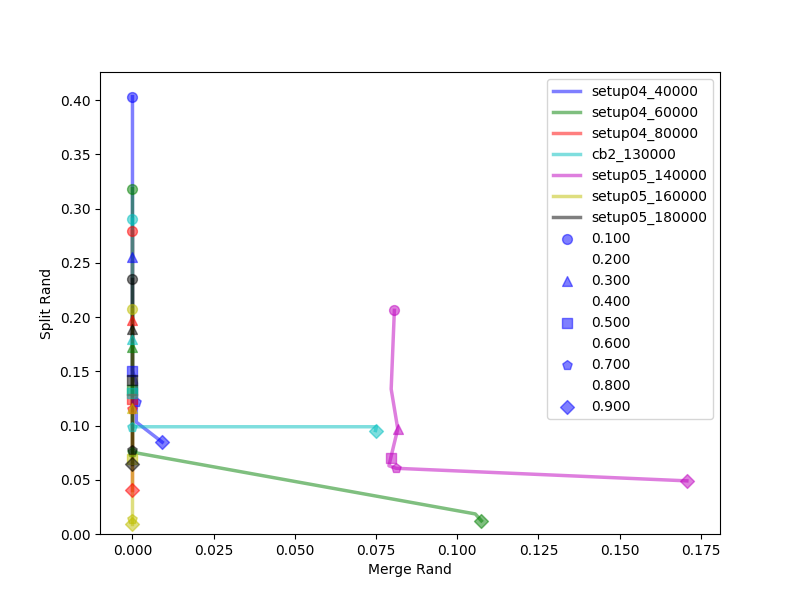 0.40
0.35
0.30
0.25
0.20
0.15
0.10
0.05
0.00
Split Rand
0.000
0.025
0.050
0.075
0.100
0.125
0.150
0.175
Merge Rand
setup04_40000
setup04_60000
setup04_80000
cb2_130000
setup05_140000
setup05_160000
setup05_180000
0.100
0.200
0.300
0.400
0.500
0.600
0.700
0.800
0.900